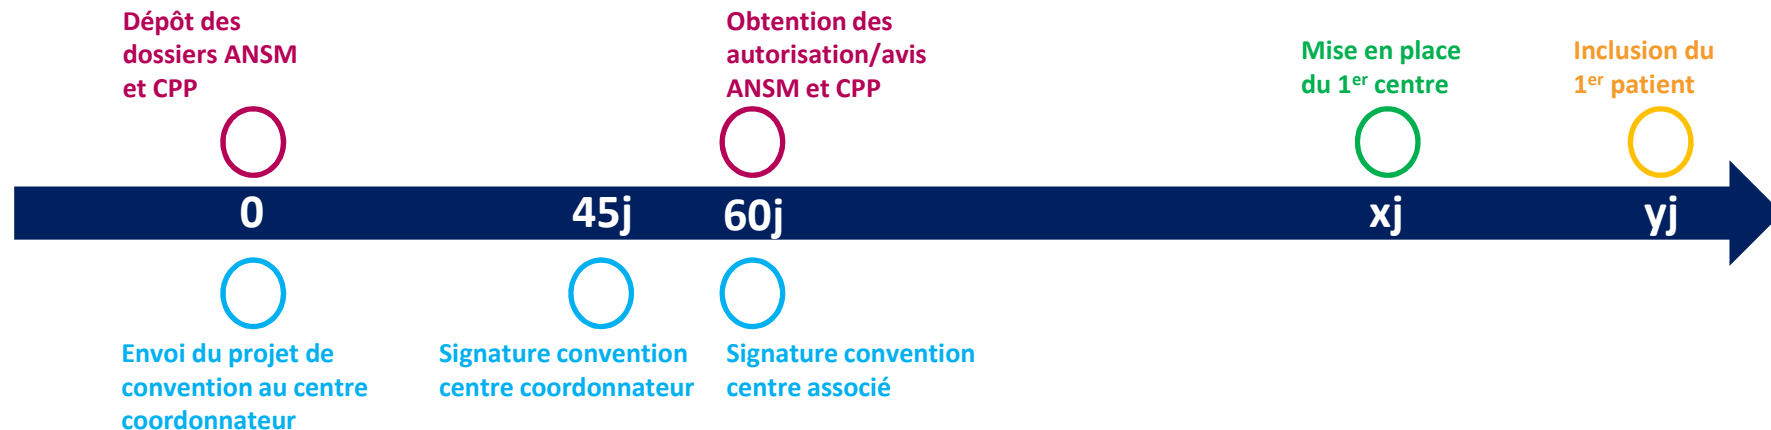 Dépôt des
dossiers ANSM
et CPP
Obtention des
autorisation/avis
ANSM et CPP
Mise en place
du 1er centre
Inclusion du
1er patient
0
45j
60j
xj
yj
Envoi du projet de
convention au centre
coordonnateur
Signature convention
centre coordonnateur
Signature convention
centre associé